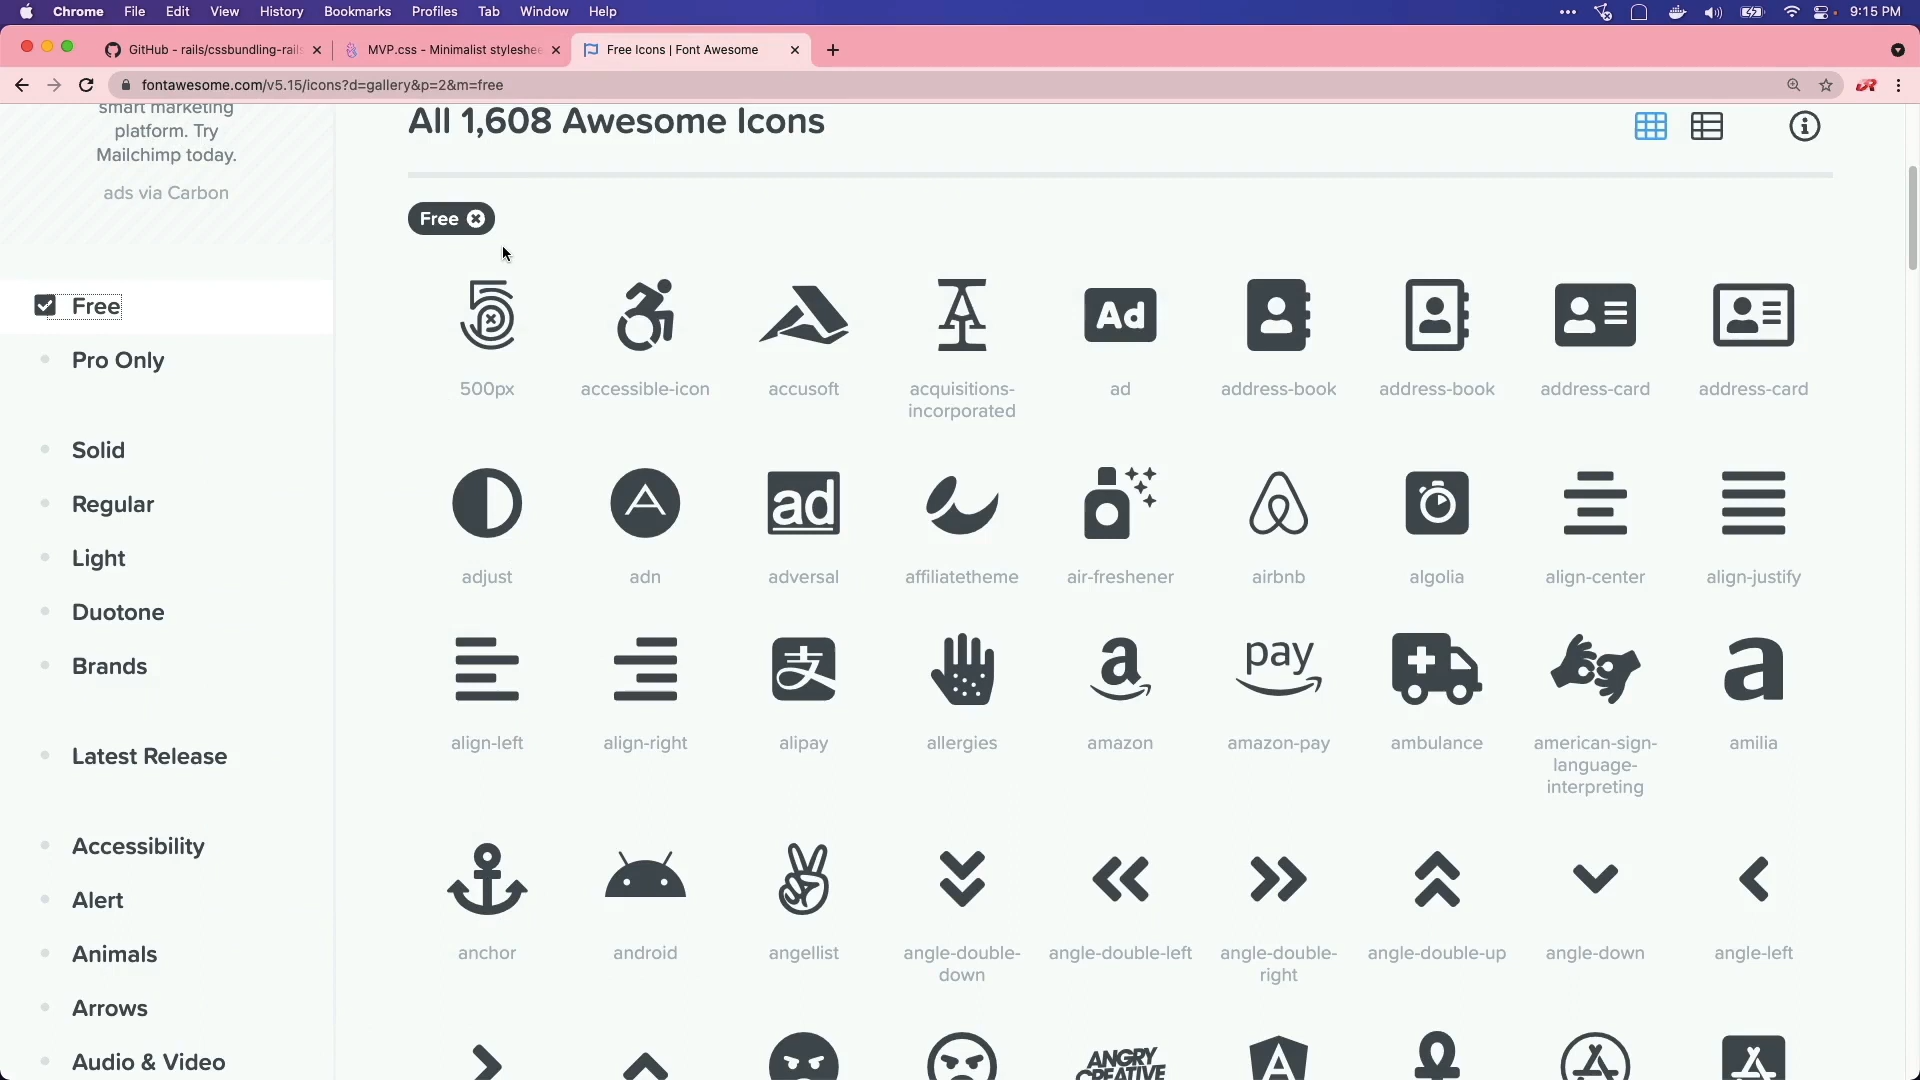 Chrome File Edit View History Bookmarks Profiles Tab Window Help 9:15 PM
GitHub - rails/cssbundling-rails MVP.css - Minimalist styleshee Free Icons | Font Awesome
fontawesome.com/v5.15/icons?d=gallery&p=2&m=free
smart marketing
platform. Try
Mailchimp today.
ads via Carbon
Free
Pro Only
Solid
Regular
Light
Duotone
Brands
Latest Release
Accessibility
Alert
Animals
Arrows
Audio & Video
All 1,608 Awesome Icons
Free
Ad
500px accessible-icon accusoft acquisitions- ad address-book address-book address-card address-card
incorporated
ad
adjust adn adversal affiliatetheme air-freshener airbnb algolia align-center align-justify
支 a pay a
align-left align-right alipay allergies amazon amazon-pay ambulance american-sign- amilia
language-
interpreting
anchor android angellist angle-double- angle-double-left angle-double- angle-double-up angle-down angle-left
down right
ANGRY
CREATIVE